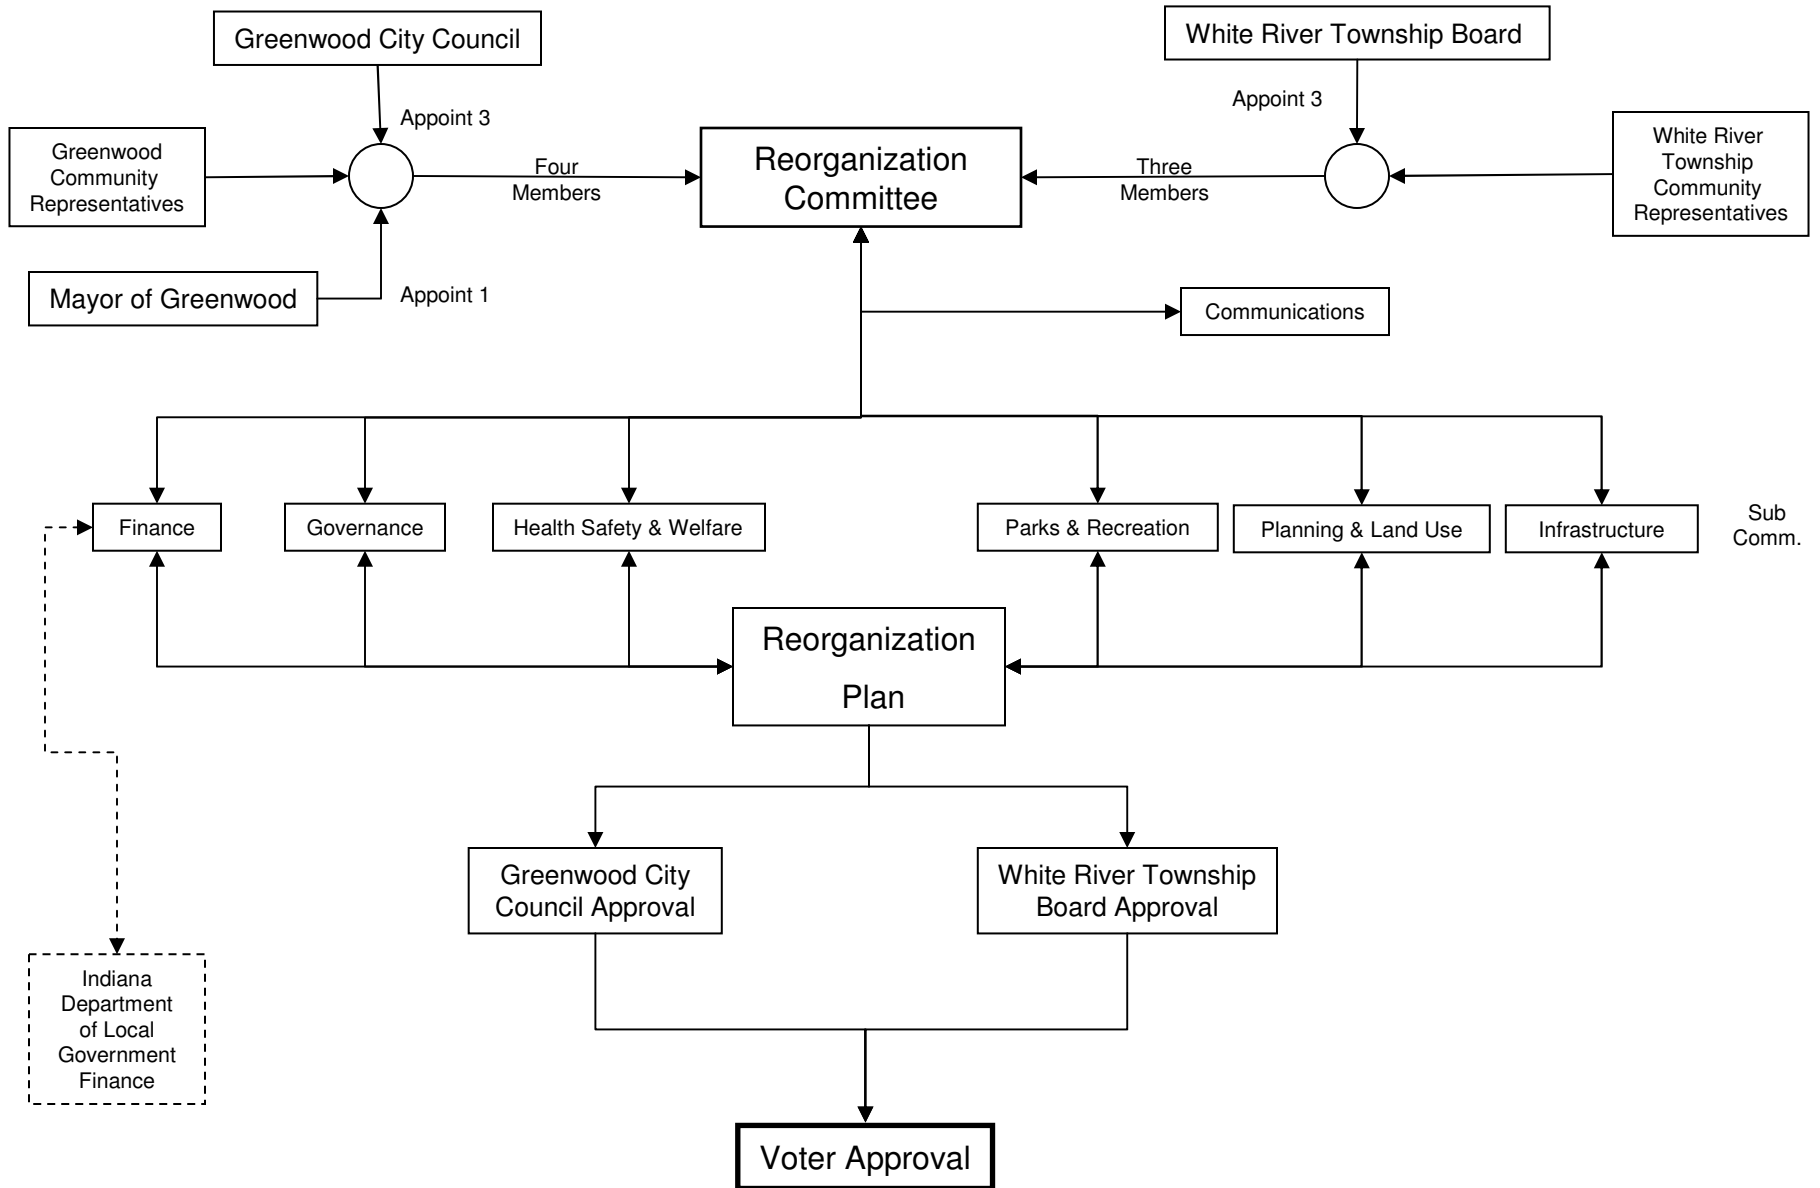 Greenwood City Council
White River Township Board
Appoint 3
Appoint 3
Greenwood
Community
Representatives
Four
Members
Reorganization
Committee
Three
Members
White River
Township
Community
Representatives
Mayor of Greenwood
Appoint 1
Communications
Finance
Governance
Health Safety & Welfare
Parks & Recreation
Planning & Land Use
Infrastructure
Sub
Comm.
Reorganization
Plan
Greenwood City
Council Approval
White River Township
Board Approval
Indiana
Department
of Local
Government
Finance
Voter Approval